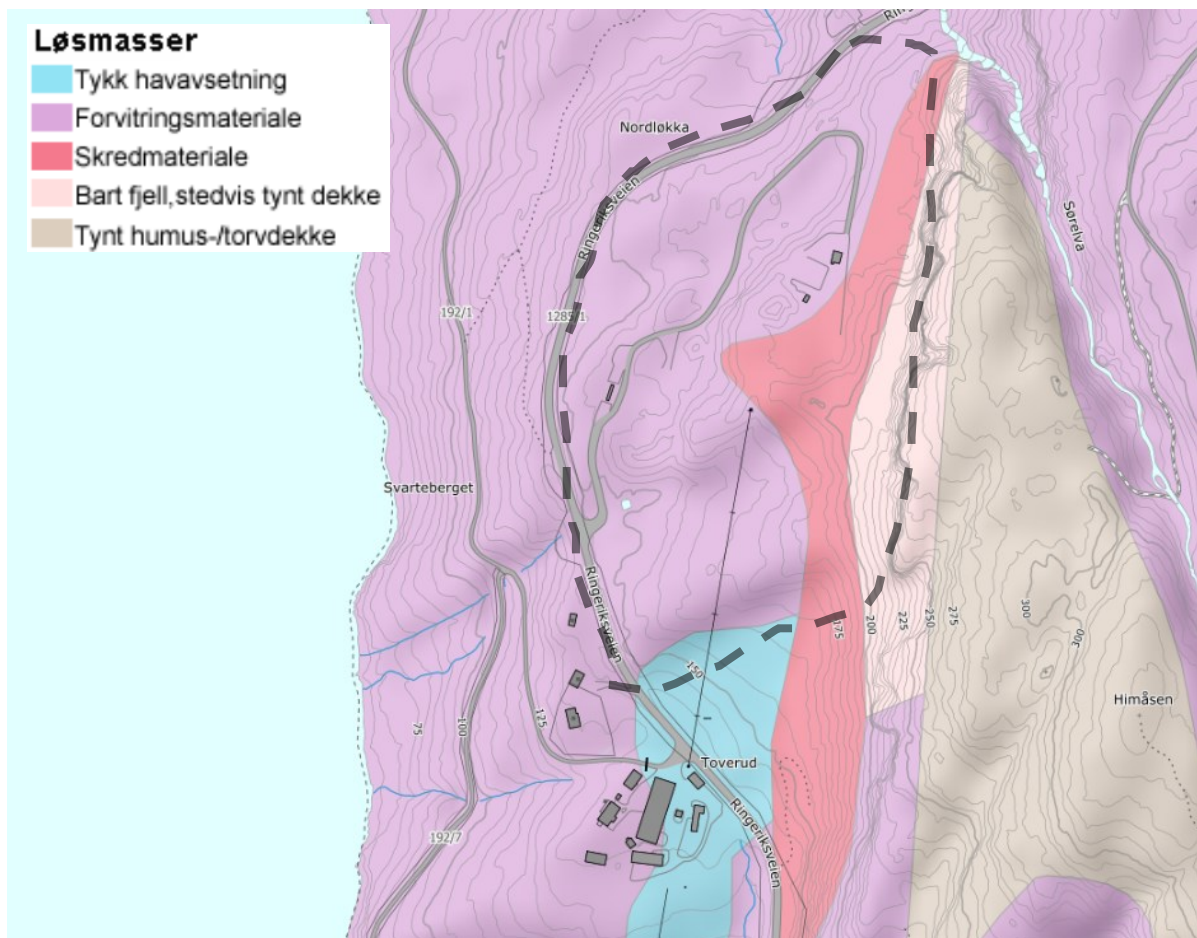 Løsmasser
Tykk havavsetning
Forvitringsmateriale
Skredmateriale
Bart fjell,stedvis tynt dekke
Tynt humus-/torvdekke
Nordløkka
Ringeriksveien
Sørelva
192/1
1285/1
Svarteberget
Ringeriksveien
175
200
225
250
275
300
300
150
Himåsen
75
100
125
Toverud
Ringeriksveien
192/7